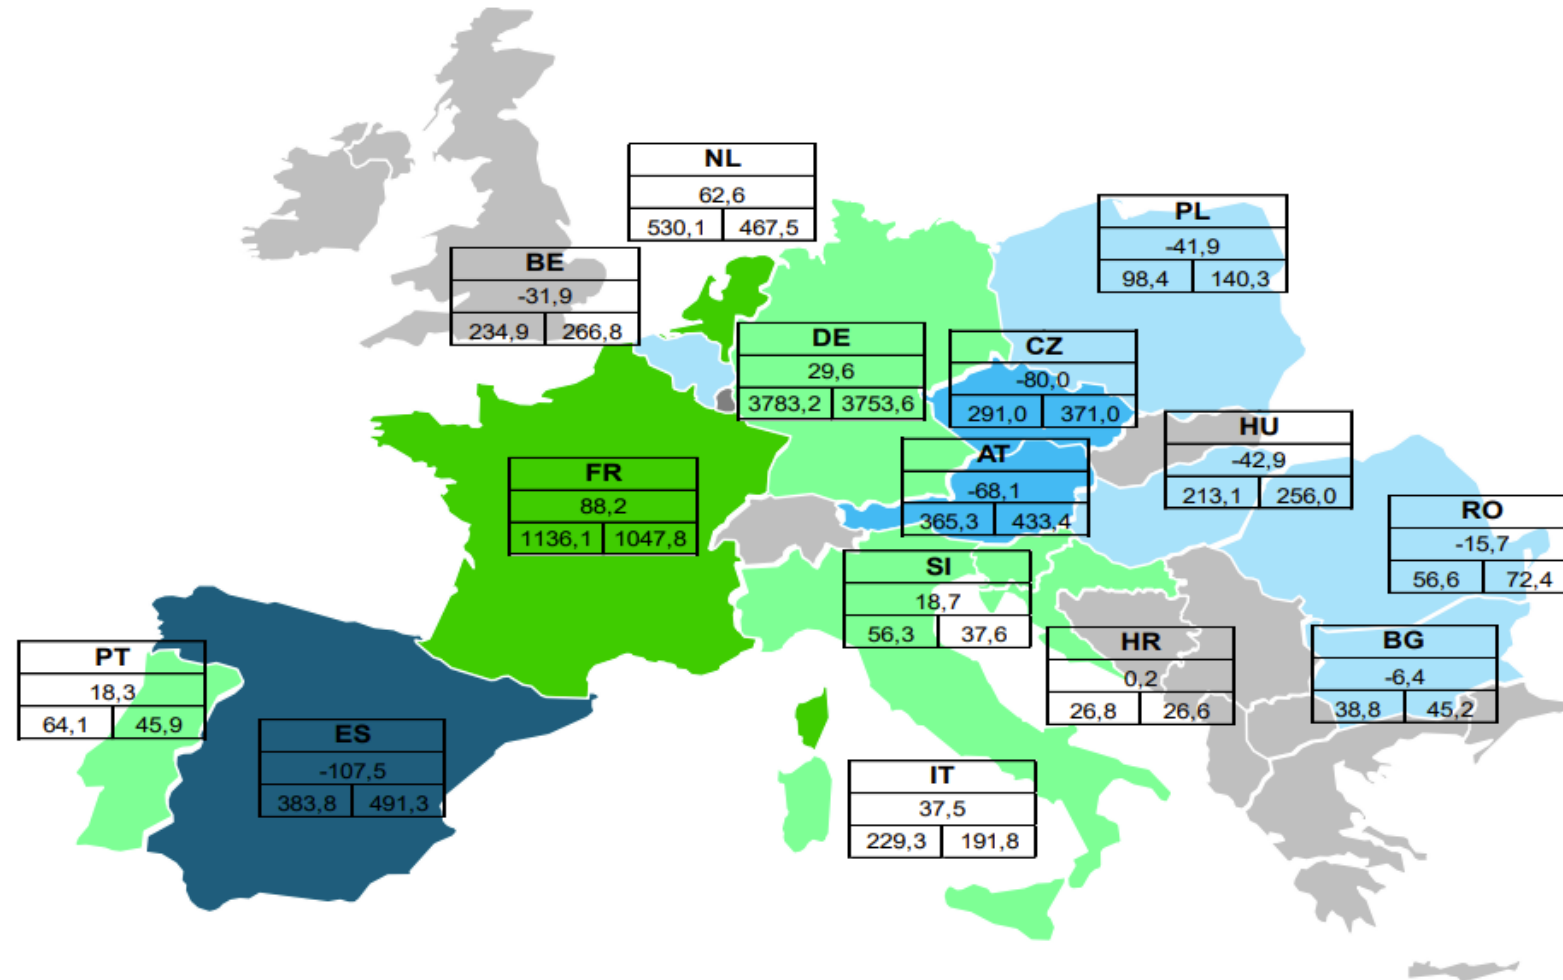 NL
62,6
530,1 467,5
PL
-41,9
98,4 140,3
BE
-31,9
234,9 266,8
DE
29,6
3783,2 3753,6
CZ
-80,0
291,0 371,0
HU
-42,9
213,1 256,0
AT
-68,1
365,3 433,4
FR
88,2
1136,1 1047,8
RO
-15,7
56,6 72,4
SI
18,7
56,3 37,6
HR
0,2
26,8 26,6
BG
-6,4
38,8 45,2
PT
18,3
64,1 45,9
ES
-107,5
383,8 491,3
IT
37,5
229,3 191,8